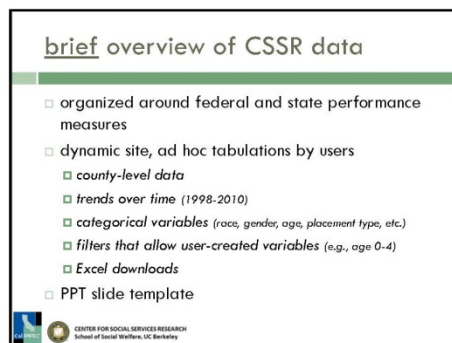 brief overview of CSSR data
organized around federal and state performance
measures
dynamic site, ad hoc tabulations by users
county-level data
trends over time (1998-2010)
categorical variables (race, gender, age, placement type, etc.)
filters that allow user-created variables (e.g., age 0-4)
Excel downloads
PPT slide template
CENTER FOR SOCIAL SERVICES RESEARCH
School of Social Welfare, UC Berkeley